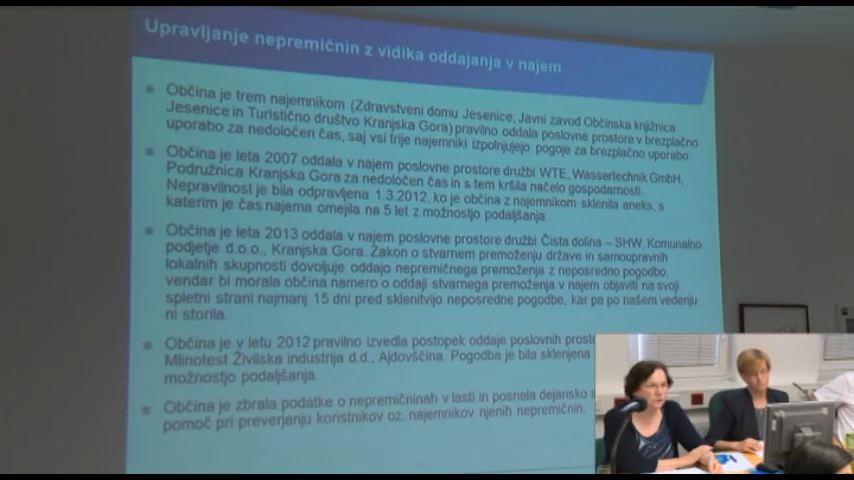 Upravljanje nepremičnin z vidika oddajanja v najem
Občina je trem najemnikom (Zdravstveni domu Jesenice, Javni zavod Občinska knjižnica
Jesenice in Turistično društvo Kranjska Gora) pravilno oddala poslovne prostore v brezplačno
uporabo za nedoločen čas, saj vsi trije najemniki izpolnjujejo pogoje za brezplačno uporabo.
Občina je leta 2007 oddala v najem poslovne prostore družbi WTE, Wassertechnik GmbH,
Podružnica Kranjska Gora za nedoločen čas in s tem kršila načelo gospodarnosti.
Nepravilnost je bila odpravljena 1.3.2012, ko je občina z najemnikom sklenila aneks, s
katerim je čas najema omejila na 5 let z možnostjo podaljšanja.
Občina je leta 2013 oddala v najem poslovne prostore družbi Čista dolina – SHW, Komunalno
podjetje d.o.o., Kranjska Gora. Zakon o stvarnem premoženju države in samoupravnih
lokalnih skupnosti dovoljuje oddajo nepremičnega premoženja z neposredno pogodbo,
vendar bi morala občina namero o oddaji stvarnega premoženja v najem objaviti na svoji
spletni strani najmanj 15 dni pred sklenitvijo neposredne pogodbe, kar pa po našem vedenju
ni storila.
Občina je v letu 2012 pravilno izvedla postopek oddaje poslovnih
Mlinotest Živilska industrija d.d., Ajdovščina. Pogodba je bila sklenjena
možnostjo podaljšanja.
Občina je zbrala podatke o nepremičninah v lasti in posnela dejansko
pomoč pri preverjanju koristnikov oz. najemnikov njenih nepremičnin.